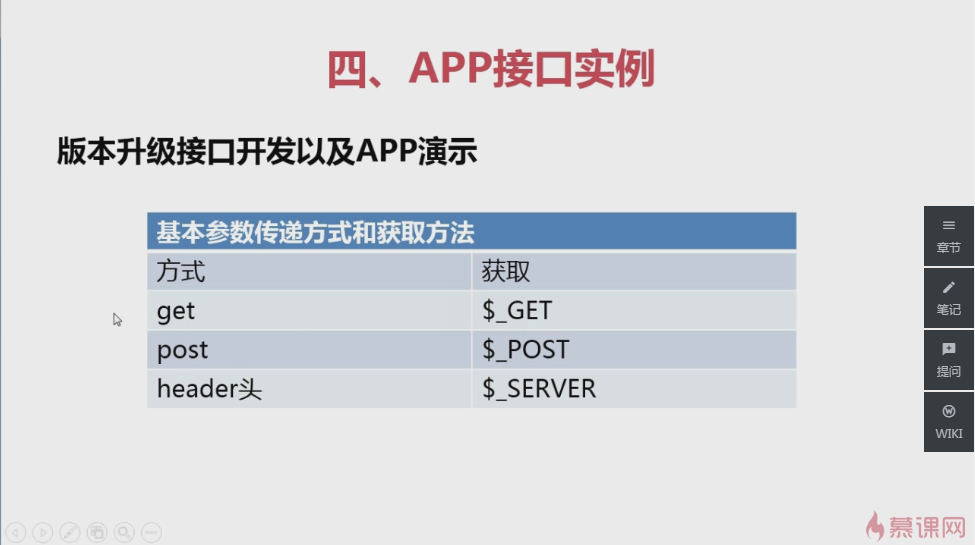 四、APP接口实例
版本升级接口开发以及APP演示
基本参数传递方式和获取方法
方式 获取
get $_GET
post $_POST
header头 $_SERVER
章节
笔记
提问
WIKI
慕课网